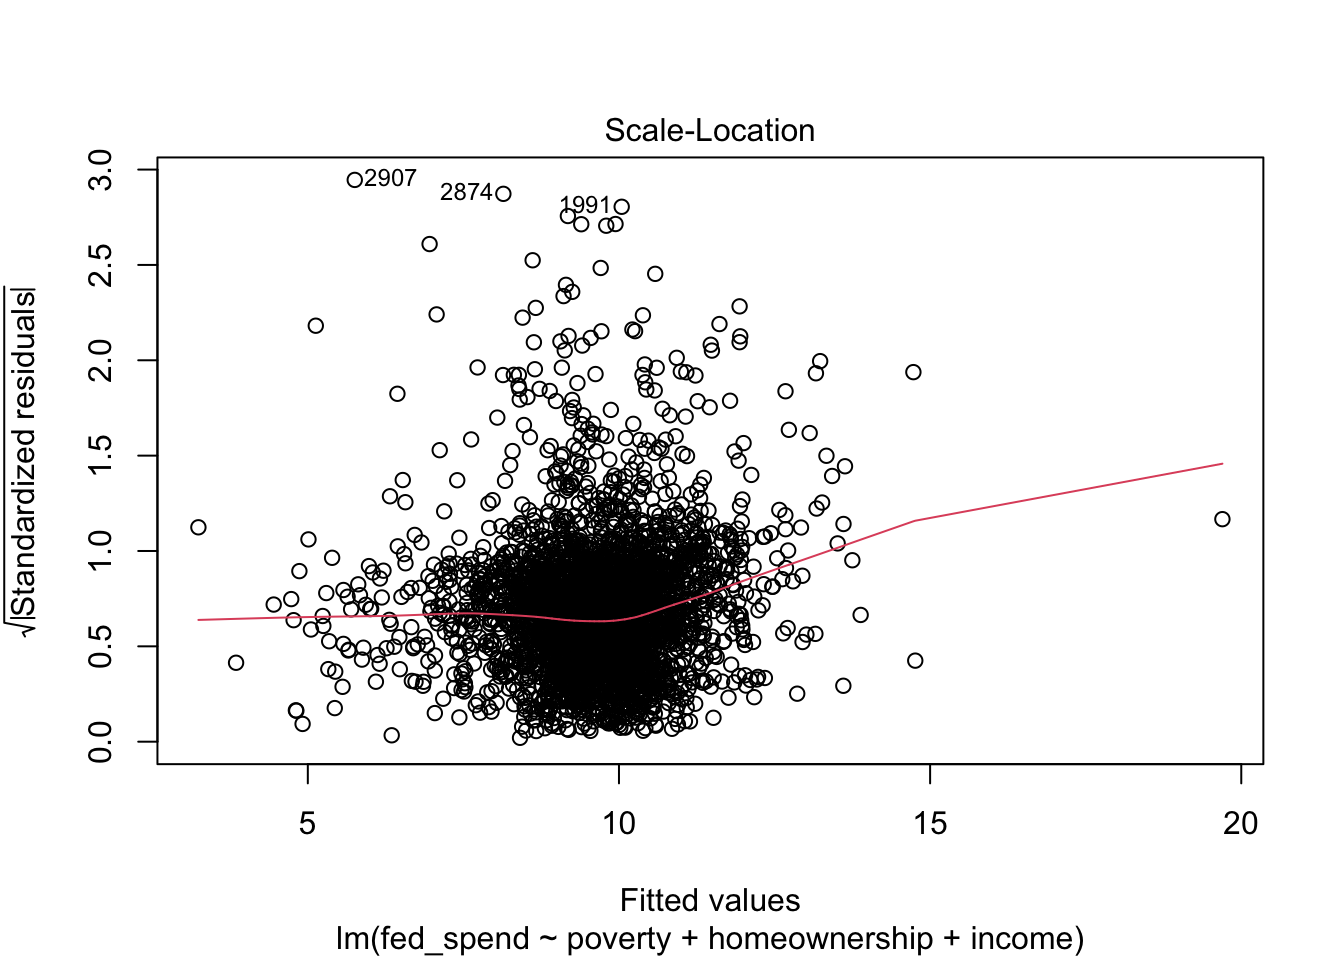 Scale-Location
√|Standardized residuals|
3.0
2.5
2.0
1.5
1.0
0.5
0.0
2907
2874
1991
5 10 15 20
Fitted values
lm(fed_spend ~ poverty + homeownership + income)